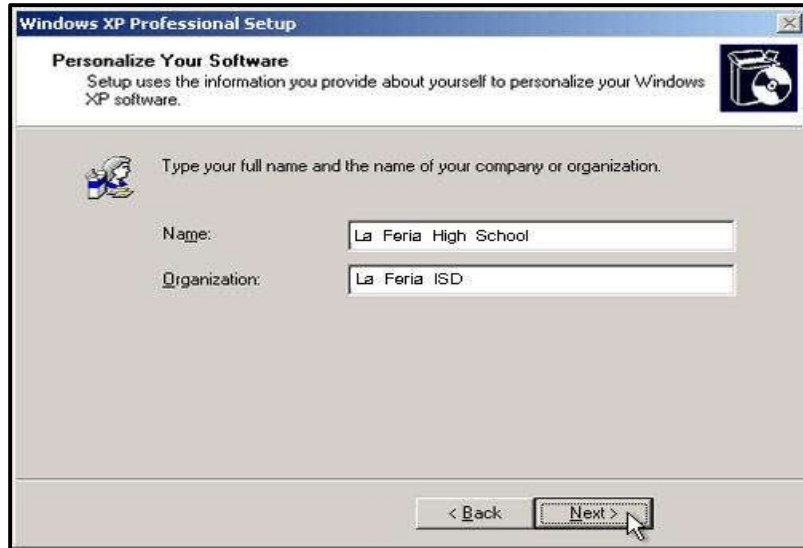 Windows XP Professional Setup
Personalize Your Software
Setup uses the information you provide about yourself to personalize your Windows
XP software.
Type your full name and the name of your company or organization.
Name: La Feria High School
Organization: La Feria ISD
< Back Next >